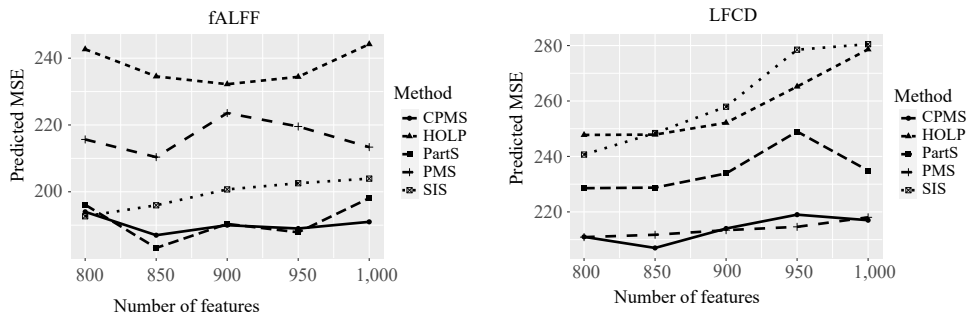 fALFF
Predicted MSE
240
220
200
800
850
900
950
1,000
Number of features
Method
CPMS
HOLP
PartS
PMS
SIS
LFCD
Predicted MSE
280
260
240
220
800
850
900
950
1,000
Number of features
Method
CPMS
HOLP
PartS
PMS
SIS